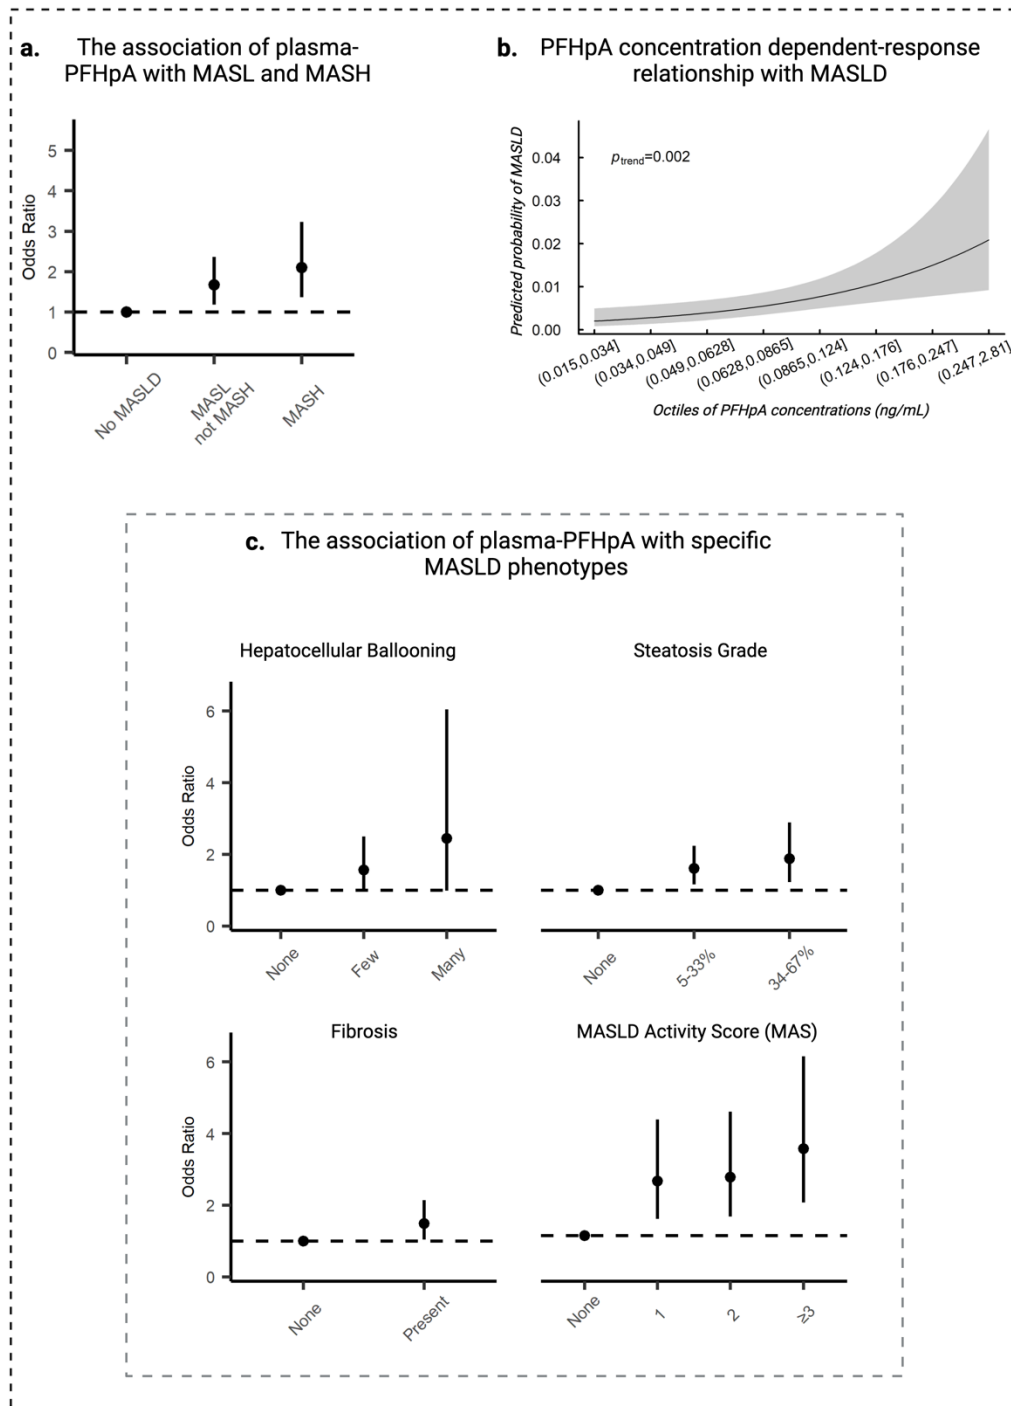 a. The association of plasma-
PFHpA with MASL and MASH
Odds Ratio
5
4
3
2
1
0
No MASLD
MASL
not MASH
MASH
b. PFHpA concentration dependent-response
relationship with MASLD
Predicted probability of MASLD
0.04
0.03
0.02
0.01
0.00
ptrend=0.002
(0.015,0.034]
(0.034,0.049]
(0.049,0.0628]
(0.0628,0.0865]
(0.0865,0.124]
(0.124,0.176]
(0.176,0.247]
(0.247,2.81]
Octiles of PFHpA concentrations (ng/mL)
c. The association of plasma-PFHpA with specific
MASLD phenotypes
Hepatocellular Ballooning
Odds Ratio
6
4
2
0
None
Few
Many
Steatosis Grade
None
5-33%
34-67%
Fibrosis
Odds Ratio
6
4
2
0
None
Present
MASLD Activity Score (MAS)
None
1
2
≥3